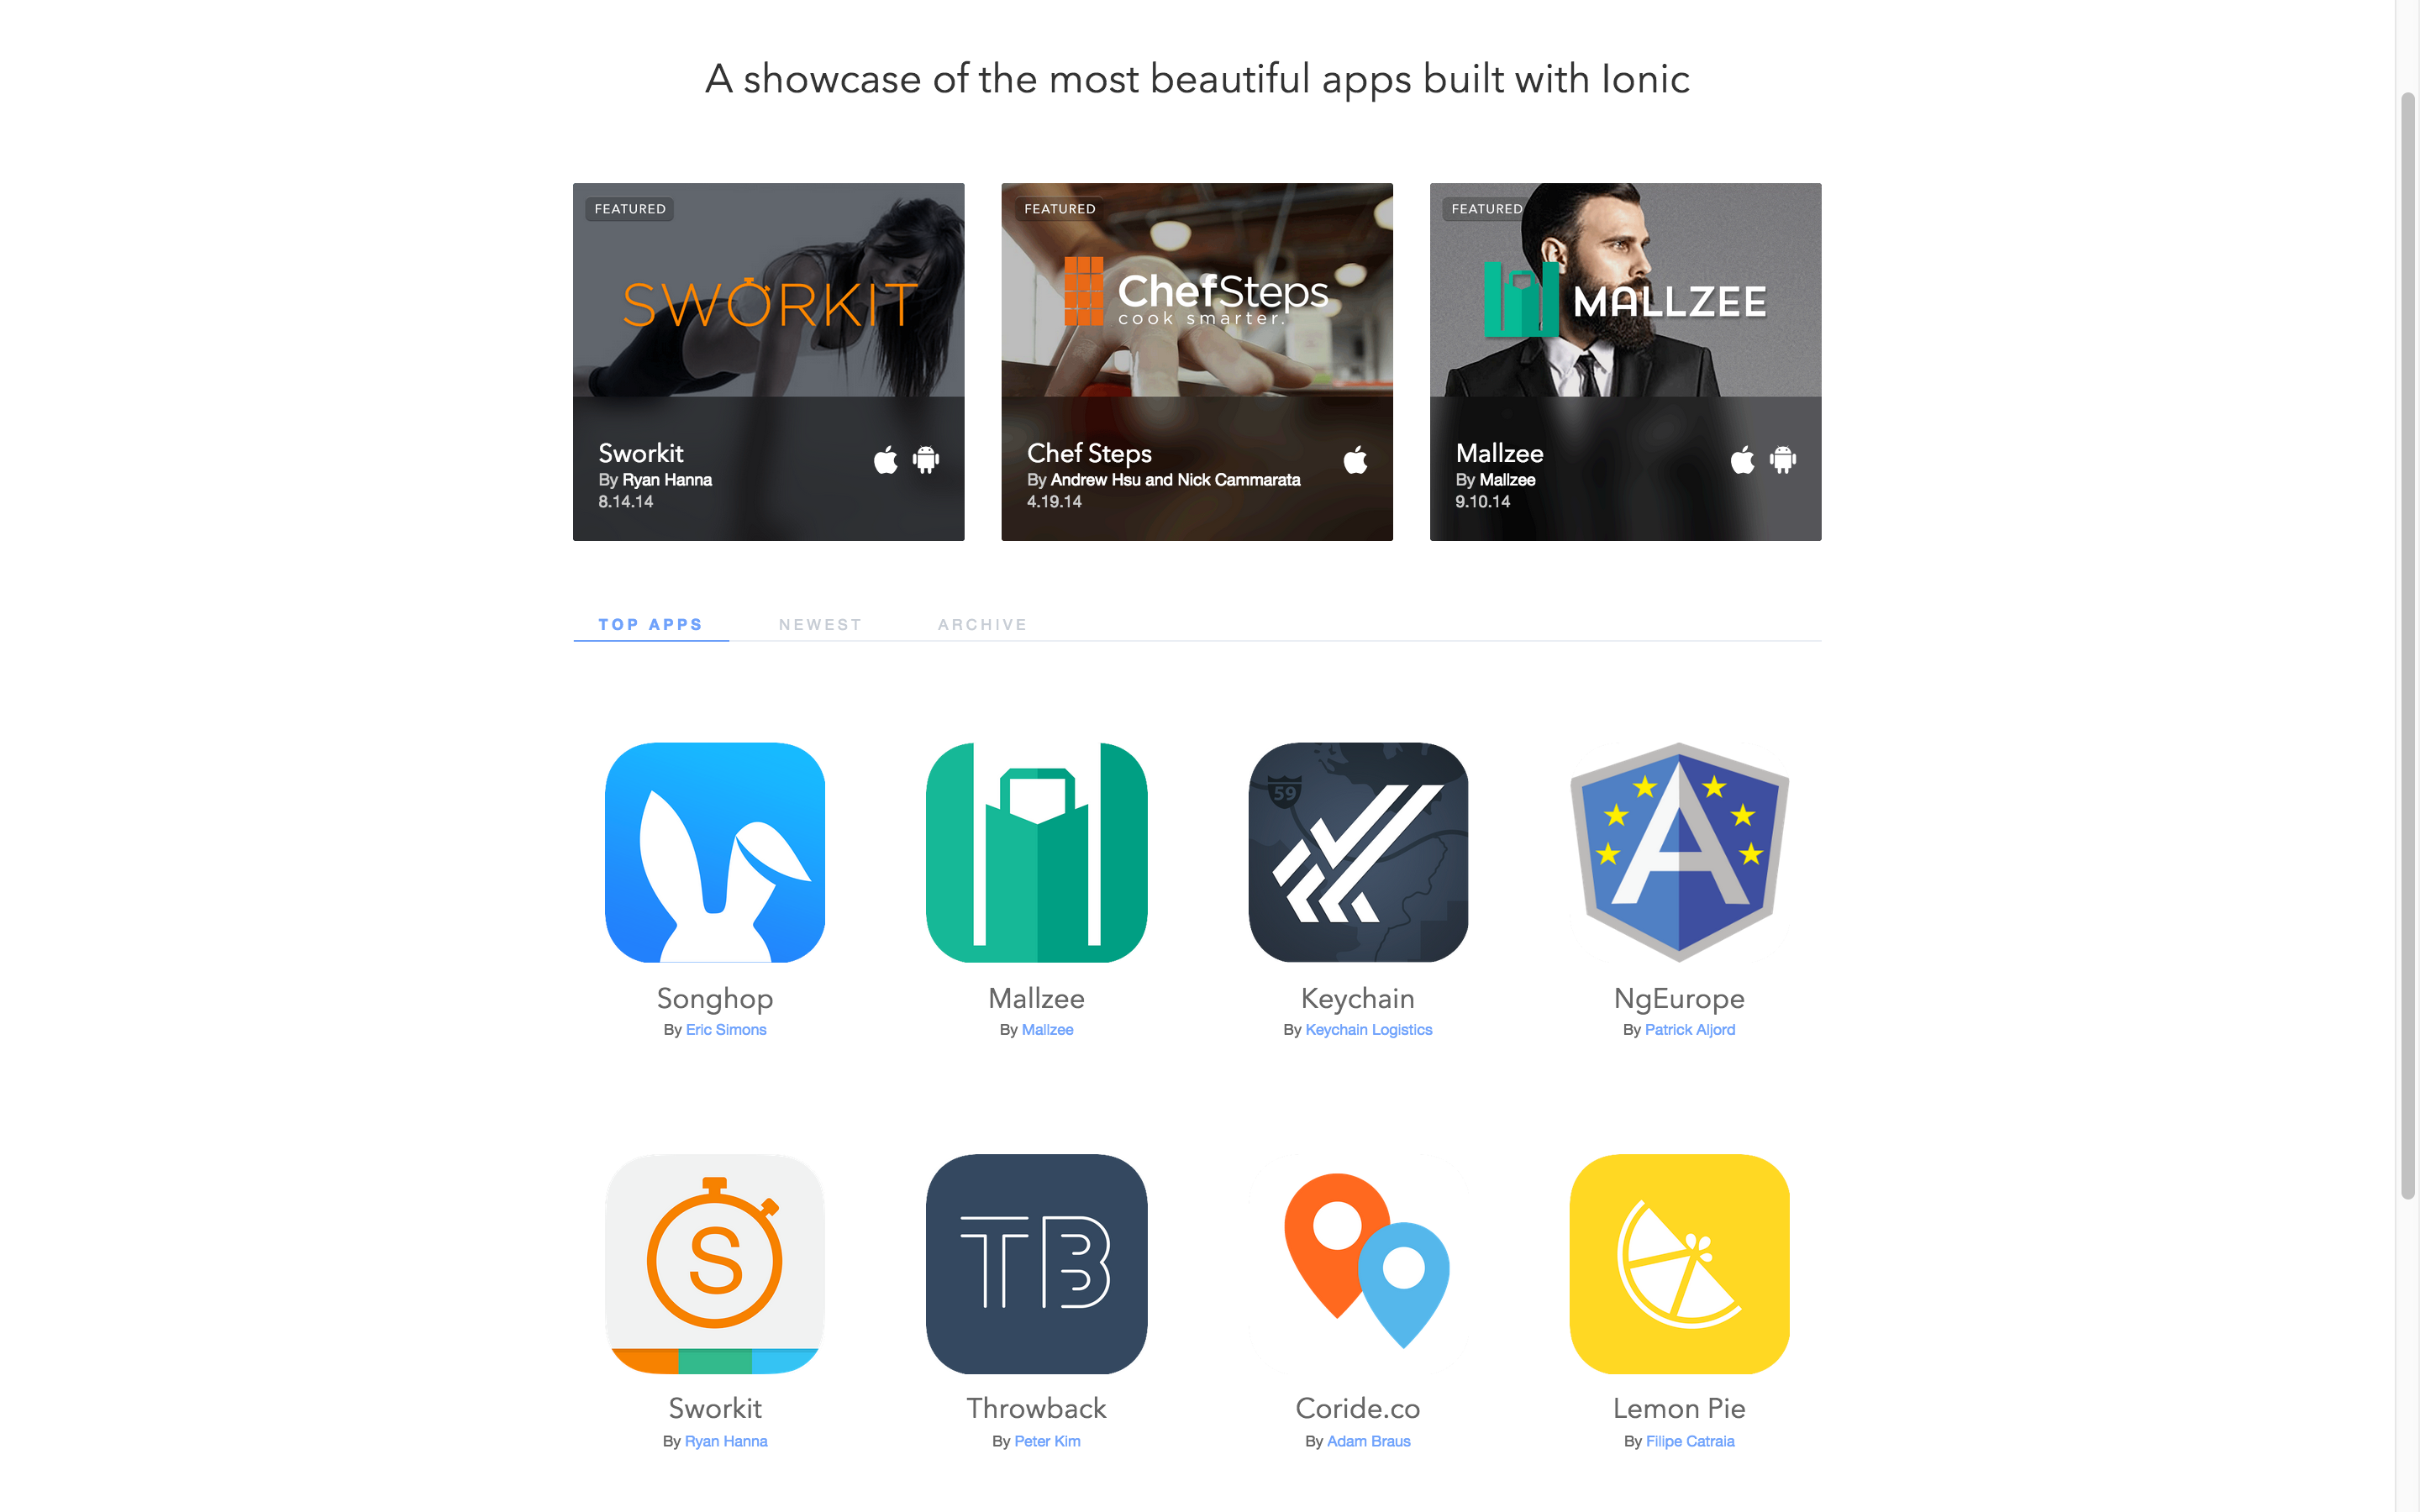 A showcase of the most beautiful apps built with Ionic
FEATURED
SWORKIT
Sworkit
By Ryan Hanna
8.14.14
FEATURED
ChefSteps
cook smarter.
Chef Steps
By Andrew Hsu and Nick Cammarata
4.19.14
FEATURED
MALLZEE
Mallzee
By Mallzee
9.10.14
TOP APPS NEWEST ARCHIVE
Songhop
By Eric Simons
Mallzee
By Mallzee
59
Keychain
By Keychain Logistics
A
NgEurope
By Patrick Aljord
S
Sworkit
By Ryan Hanna
TB
Throwback
By Peter Kim
Coride.co
By Adam Braus
Lemon Pie
By Filipe Catraia